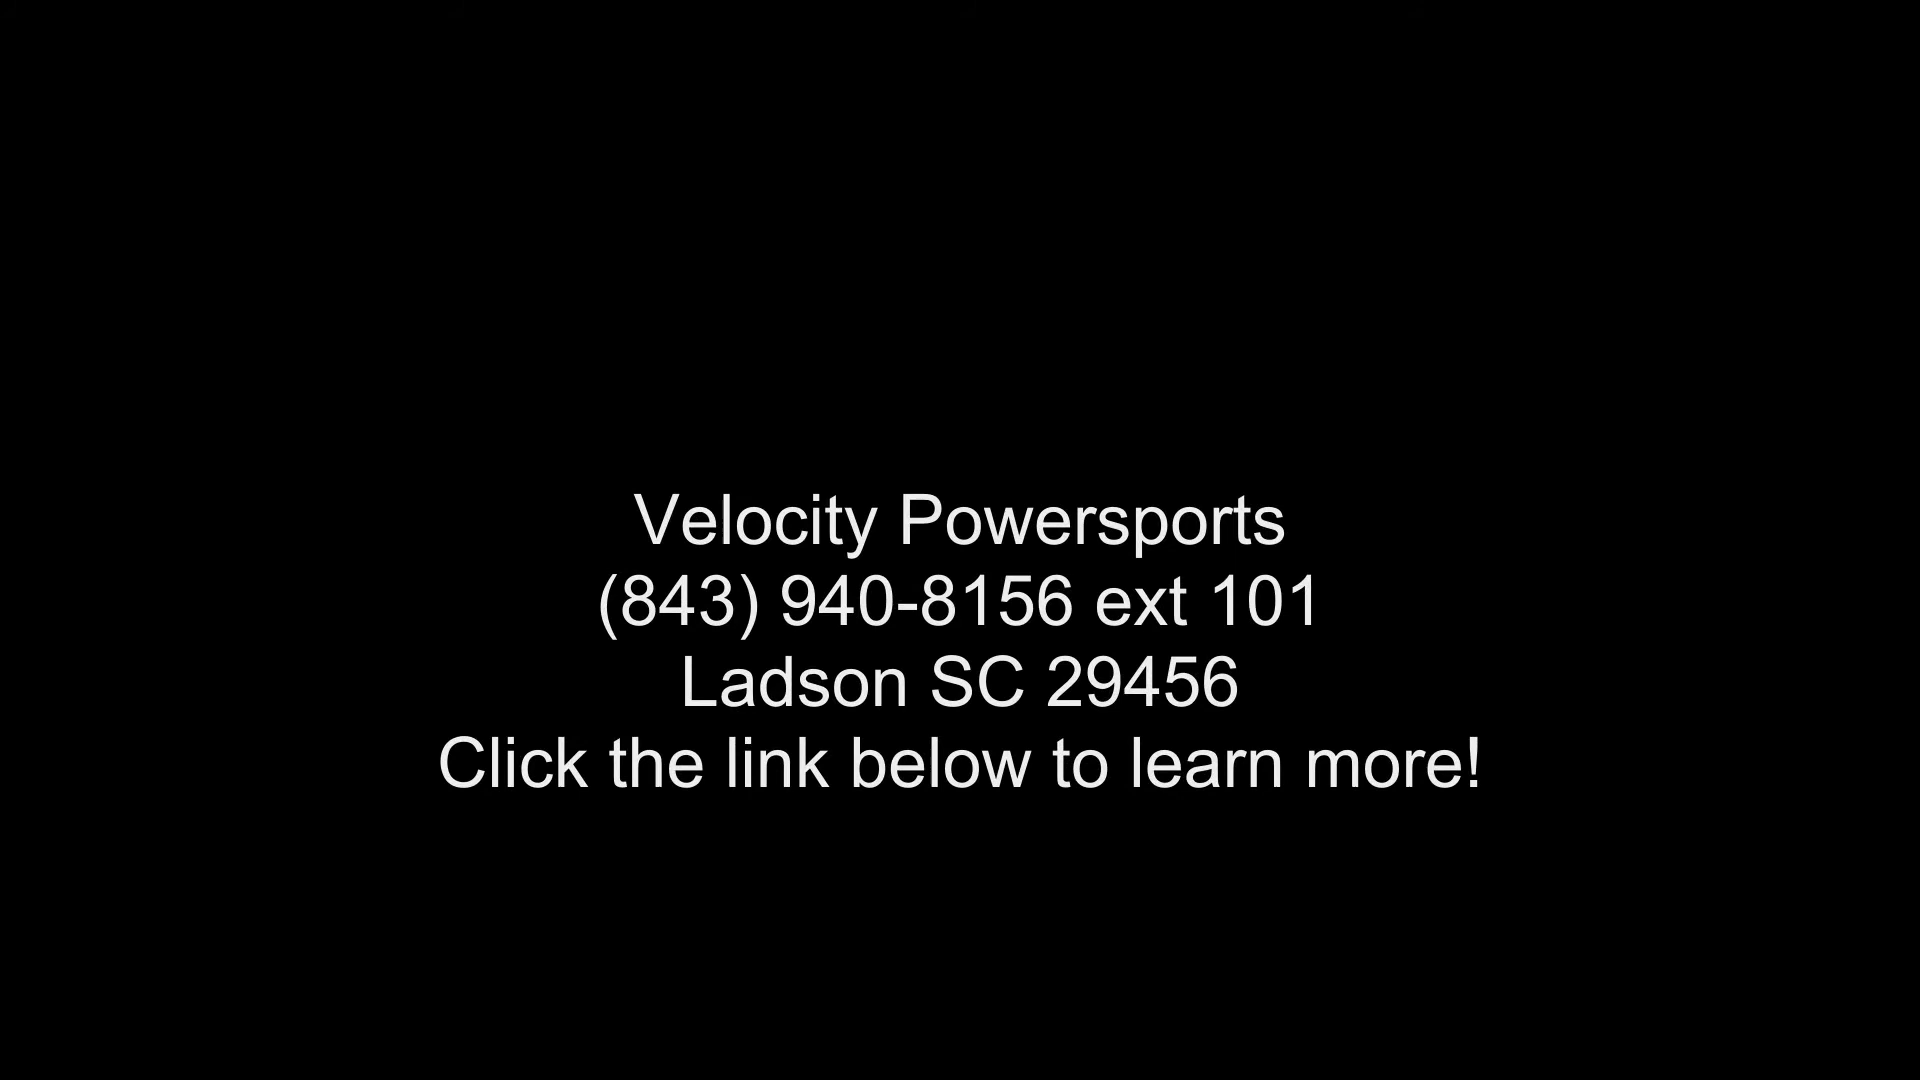 Velocity Powersports
(843) 940-8156 ext 101
Ladson SC 29456
Click the link below to learn more!